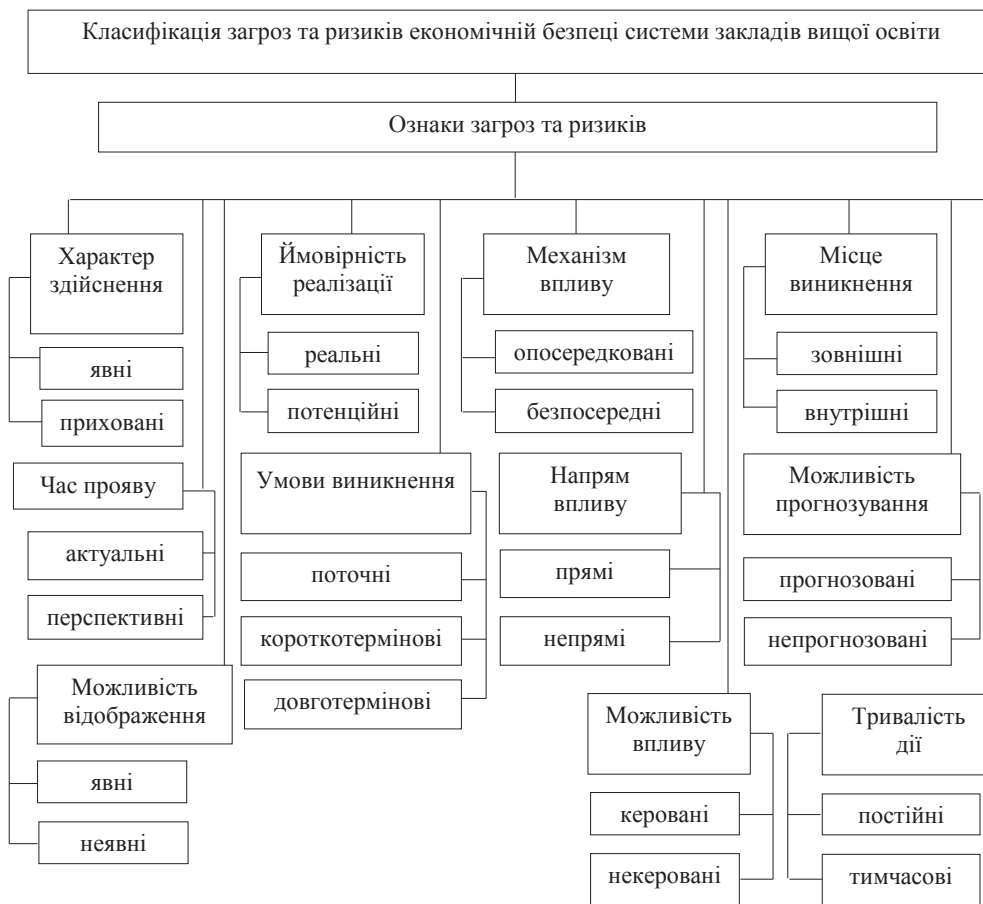 Класифікація загроз та ризиків економічній безпеці системи закладів вищої освіти
Ознаки загроз та ризиків
Характер
здійснення
явні
приховані
Ймовірність
реалізації
реальні
потенційні
Механізм
впливу
опосередковані
безпосередні
Місце
виникнення
зовнішні
внутрішні
Час прояву
актуальні
перспективні
Умови виникнення
поточні
короткотермінові
довготермінові
Напрям
впливу
прямі
непрямі
Можливість
прогнозування
прогнозовані
непрогнозовані
Можливість
відображення
явні
неявні
Можливість
впливу
керовані
некеровані
Тривалість
дії
постійні
тимчасові